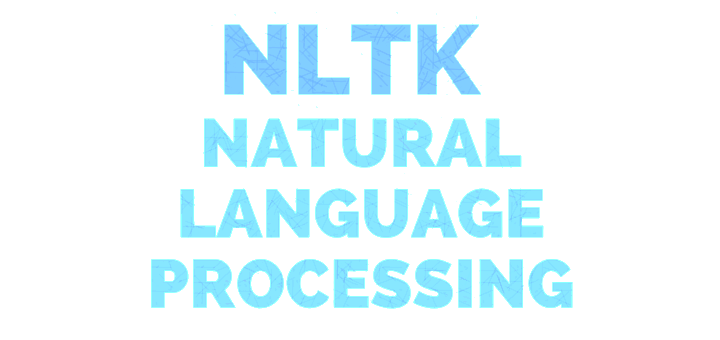 NLTK
NATURAL
LANGUAGE
PROCESSING